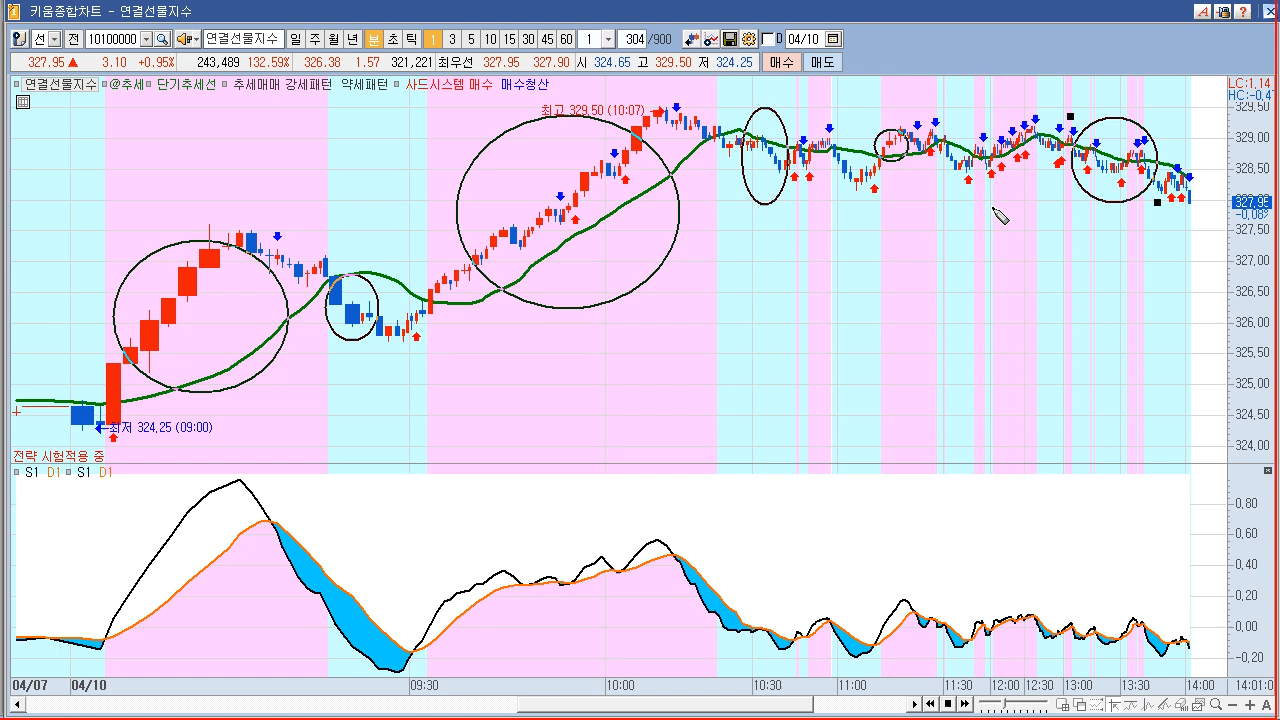 키움종합차트 - 연결선물지수
선 전 10100000 연결선물지수 일 주 월 년 분 초 틱 1 3 5 10 15 30 45 60 1 304 /900 D 04/10
327.95▲ 3.10 +0.95% 243,489 132.59% 326.38 1.57 321,221 최우선 327.95 327.90 시 324.65 고 329.50 저 324.25 매수 매도
연결선물지수 @추세 단기추세선 추세매매 강세패턴 약세패턴 사드시스템 매수 매수청산
LC:1,14
HC:-0,4
최고 329,50 (10:07)
329,50
329,00
328,50
328,00
327,95
-0,08%
327,50
327,00
326,50
326,00
325,50
325,00
324,50
324,00
최저 324,25 (09:00)
전략 시험적용 중
S1 D1 S1 D1
0,80
0,60
0,40
0,20
0,00
-0,20
04/07 04/10 09:30 10:00 10:30 11:00 11:30 12:00 12:30 13:00 13:30 14:00 14:01:0
A